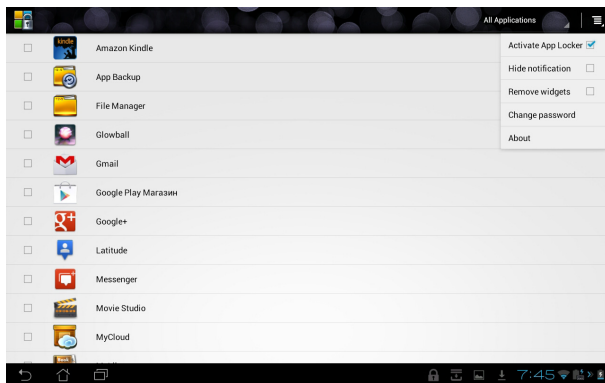 All Applications
Activate App Locker
Hide notification
Remove widgets
Change password
About
kindle
Amazon Kindle
App Backup
File Manager
Glowball
Gmail
Google Play Магазин
Google+
Latitude
Messenger
Movie Studio
MyCloud
7:45